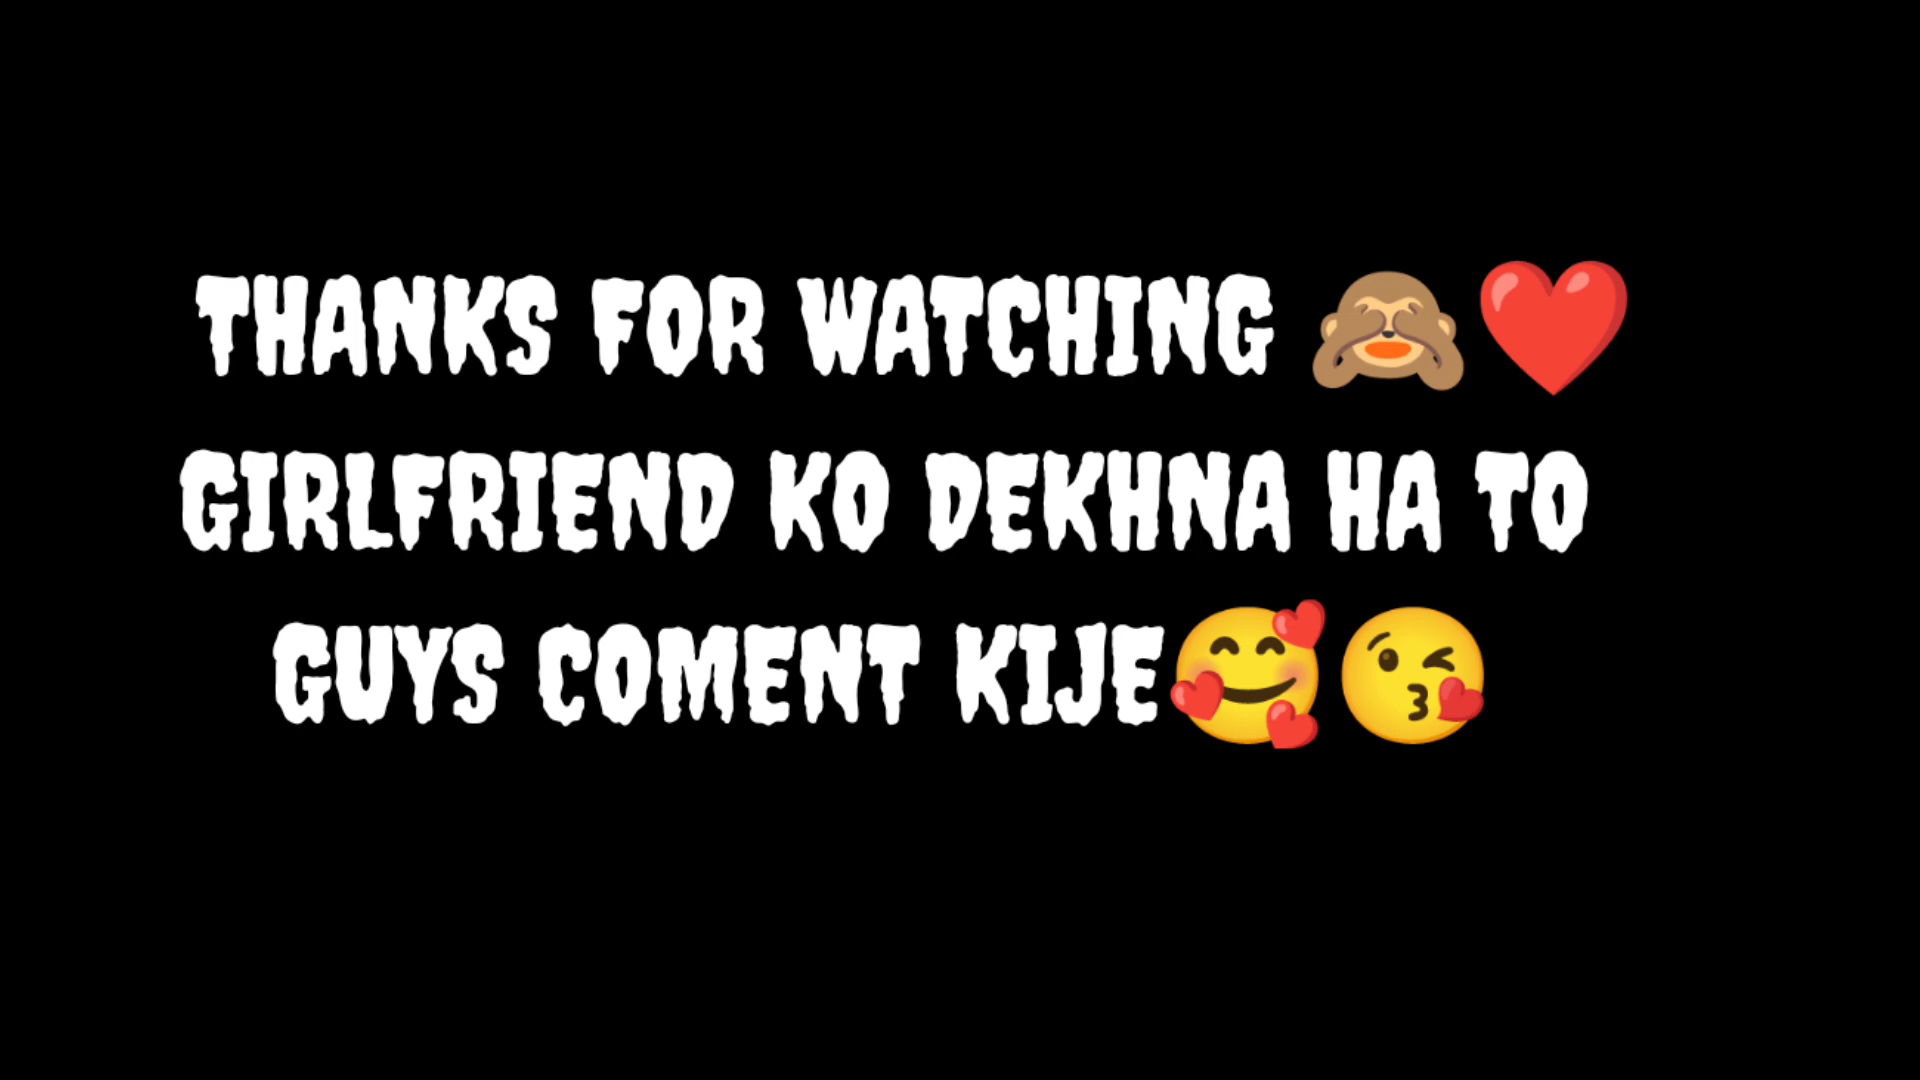 THANKS FOR WATCHING 🙈❤️
GIRLFRIEND KO DEKHNA HA TO
GUYS COMENT KIJE🥰😘